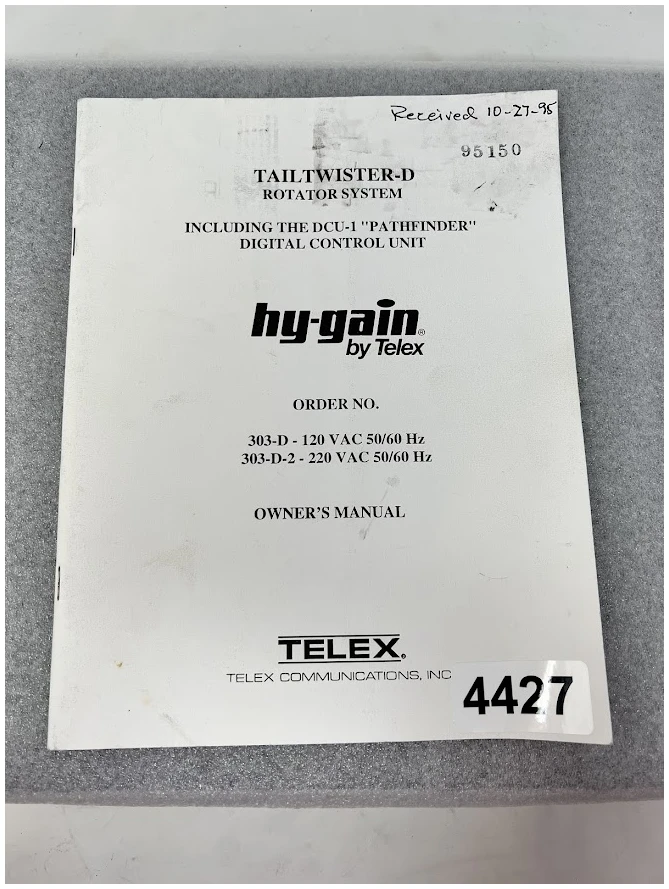 Received 10-27-95
95150
TAILTWISTER-D
ROTATOR SYSTEM
INCLUDING THE DCU-1 "PATHFINDER"
DIGITAL CONTROL UNIT
hy-gain®
by Telex
ORDER NO.
303-D - 120 VAC 50/60 Hz
303-D-2 - 220 VAC 50/60 Hz
OWNER'S MANUAL
TELEX®
TELEX COMMUNICATIONS, INC
4427